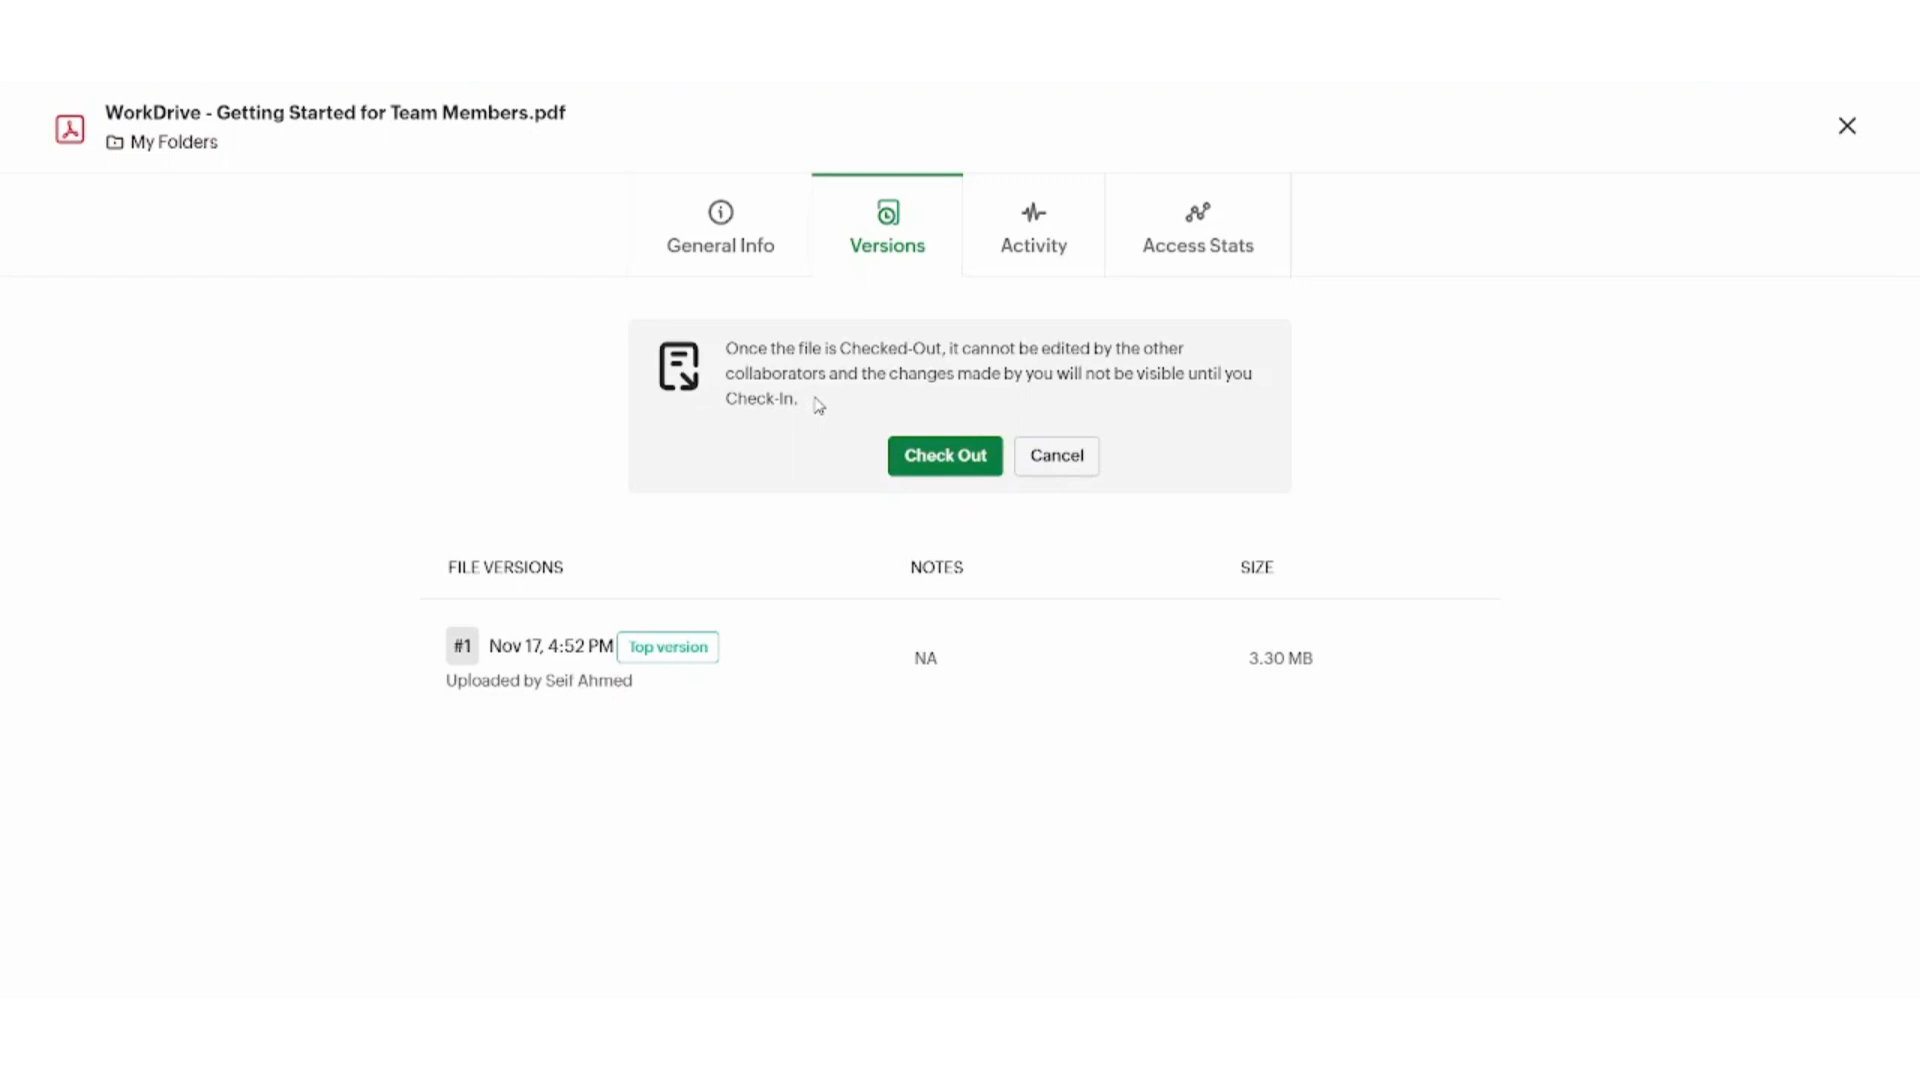 WorkDrive - Getting Started for Team Members.pdf
My Folders
General Info
Versions
Activity
Access Stats
Once the file is Checked-Out, it cannot be edited by the other
collaborators and the changes made by you will not be visible until you
Check-In.
Check Out
Cancel
FILE VERSIONS
NOTES
SIZE
#1 Nov 17, 4:52 PM Top version
NA
3.30 MB
Uploaded by Seif Ahmed